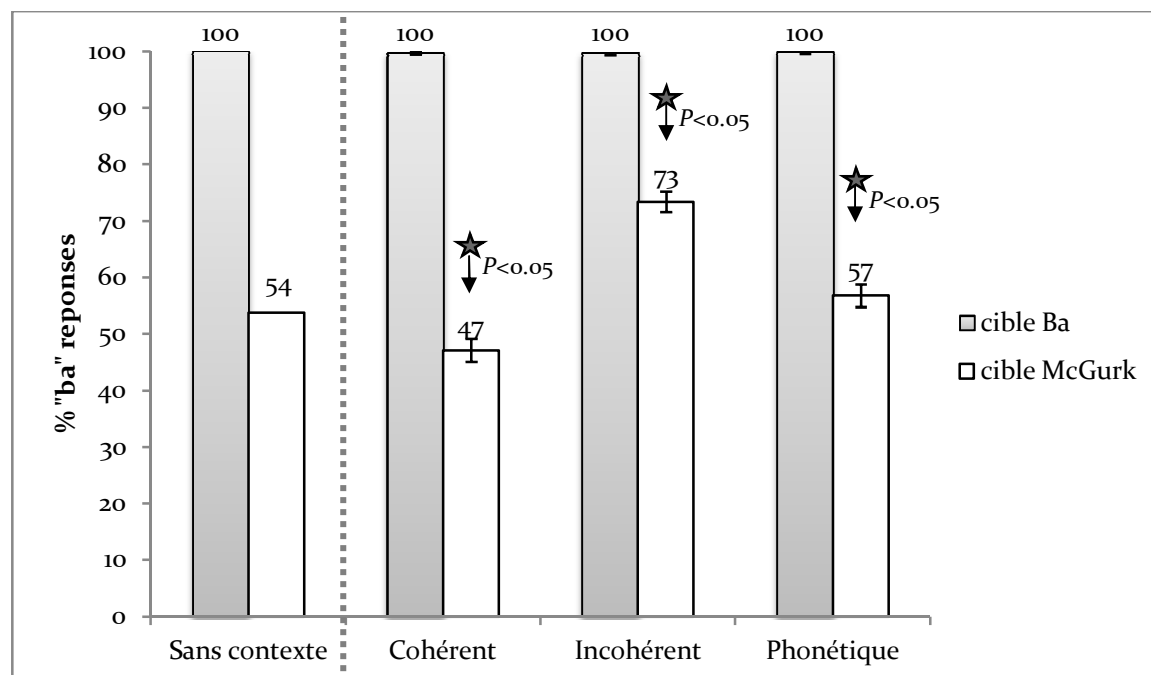 100 100 100 100
% "ba" reponses
100
90
80
70
60
50
40
30
20
10
0
54
47
73
57
P<0.05
P<0.05
P<0.05
cible Ba
cible McGurk
Sans contexte Cohérent Incohérent Phonétique